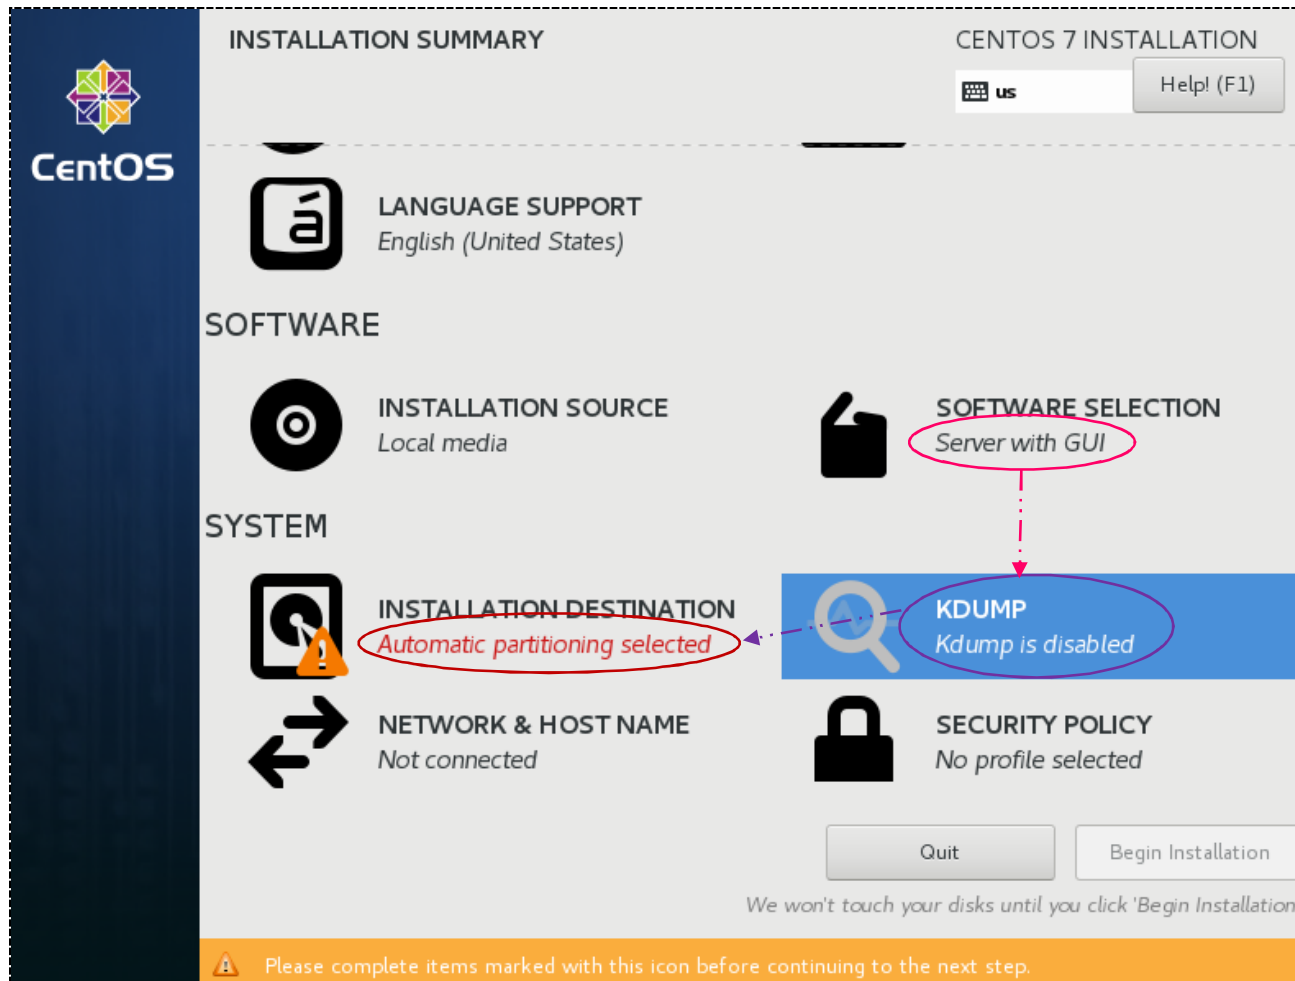 INSTALLATION SUMMARY
CENTOS 7 INSTALLATION
us
Help! (F1)
CentOS
á
LANGUAGE SUPPORT
English (United States)
SOFTWARE
INSTALLATION SOURCE
Local media
SOFTWARE SELECTION
Server with GUI
SYSTEM
INSTALLATION DESTINATION
Automatic partitioning selected
KDUMP
Kdump is disabled
NETWORK & HOST NAME
Not connected
SECURITY POLICY
No profile selected
Quit
Begin Installation
We won't touch your disks until you click 'Begin Installation
Please complete items marked with this icon before continuing to the next step.